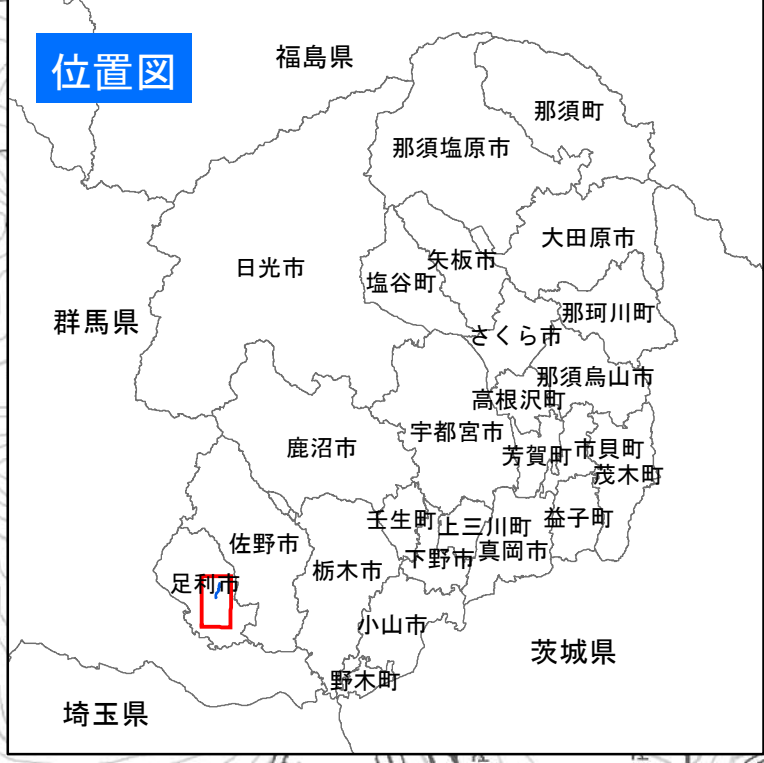 位置図
福島県
那須町
那須塩原市
大田原市
矢板市
日光市
塩谷町
那珂川町
群馬県
さくら市
那須烏山市
高根沢町
宇都宮市
鹿沼市
芳賀町
市貝町
茂木町
壬生町
上三川町
益子町
佐野市
真岡市
下野市
栃木市
足利市
小山市
茨城県
野木町
埼玉県